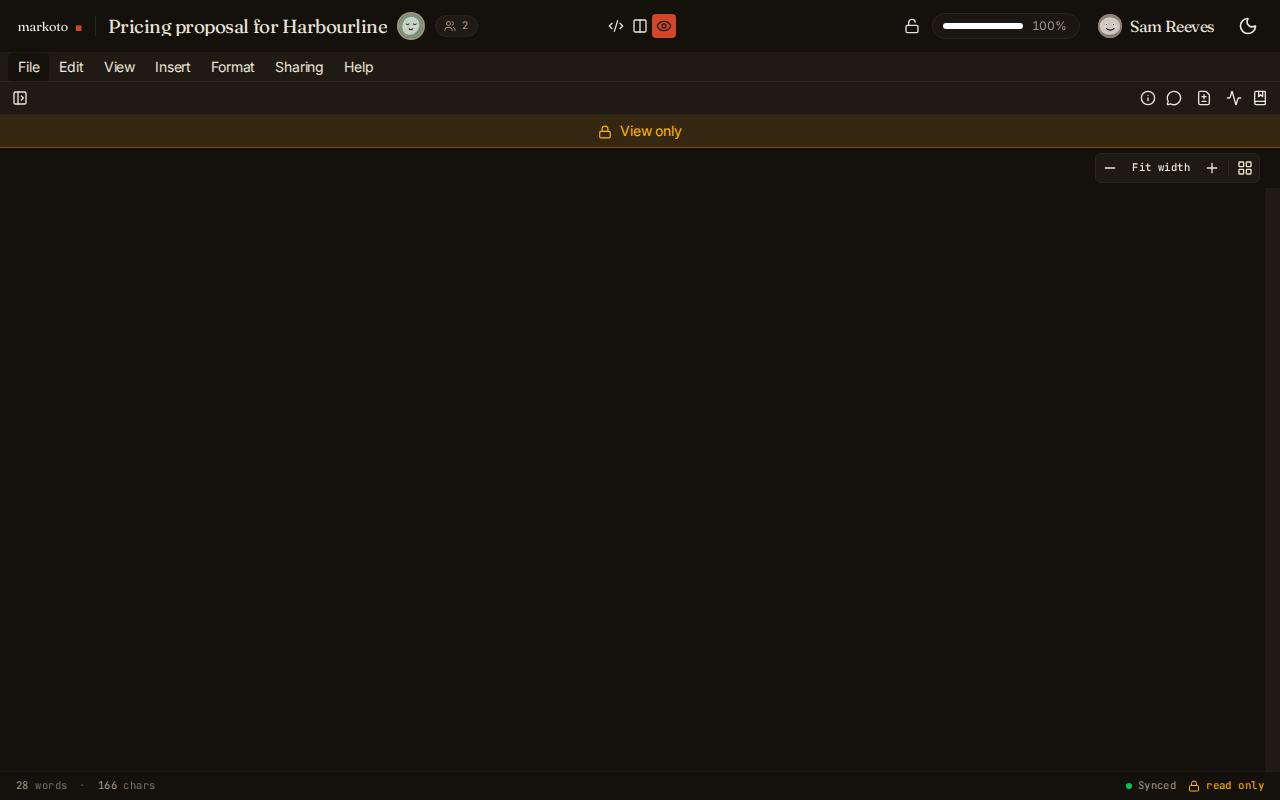 markoto
Pricing proposal for Harbourline
2
100%
Sam Reeves
File Edit View Insert Format Sharing Help
View only
Fit width
28 words · 166 chars
Synced
read only